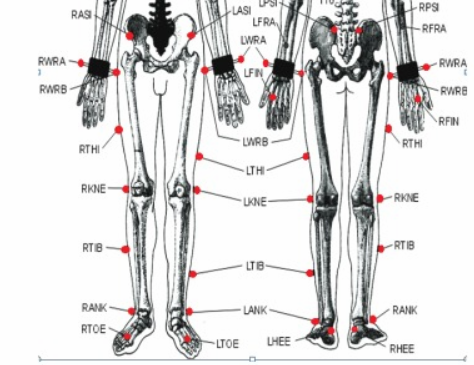 LPSI
T10
RPSI
RASI
LASI
LFRA
RFRA
RWRA
LWRA
RWRA
LFIN
RWRB
RWRB
RFIN
LWRB
RTHI
RTHI
LTHI
RKNE
LKNE
RKNE
RTIB
RTIB
LTIB
RANK
LANK
RANK
RTOE
LTOE
LHEE
RHEE